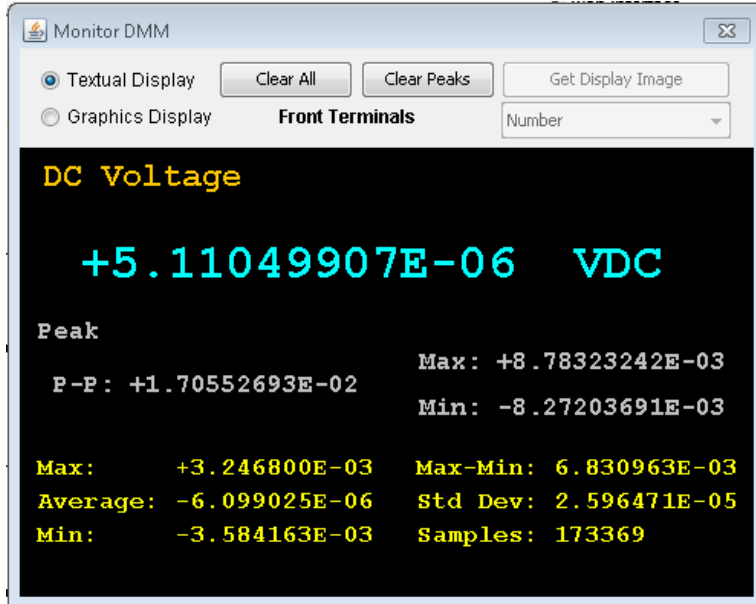 Monitor DMM
Textual Display Clear All Clear Peaks Get Display Image
Graphics Display Front Terminals Number
DC Voltage
+5.11049907E-06 VDC
Peak
P-P: +1.70552693E-02
Max: +8.78323242E-03
Min: -8.27203691E-03
Max: +3.246800E-03 Max-Min: 6.830963E-03
Average: -6.099025E-06 Std Dev: 2.596471E-05
Min: -3.584163E-03 Samples: 173369